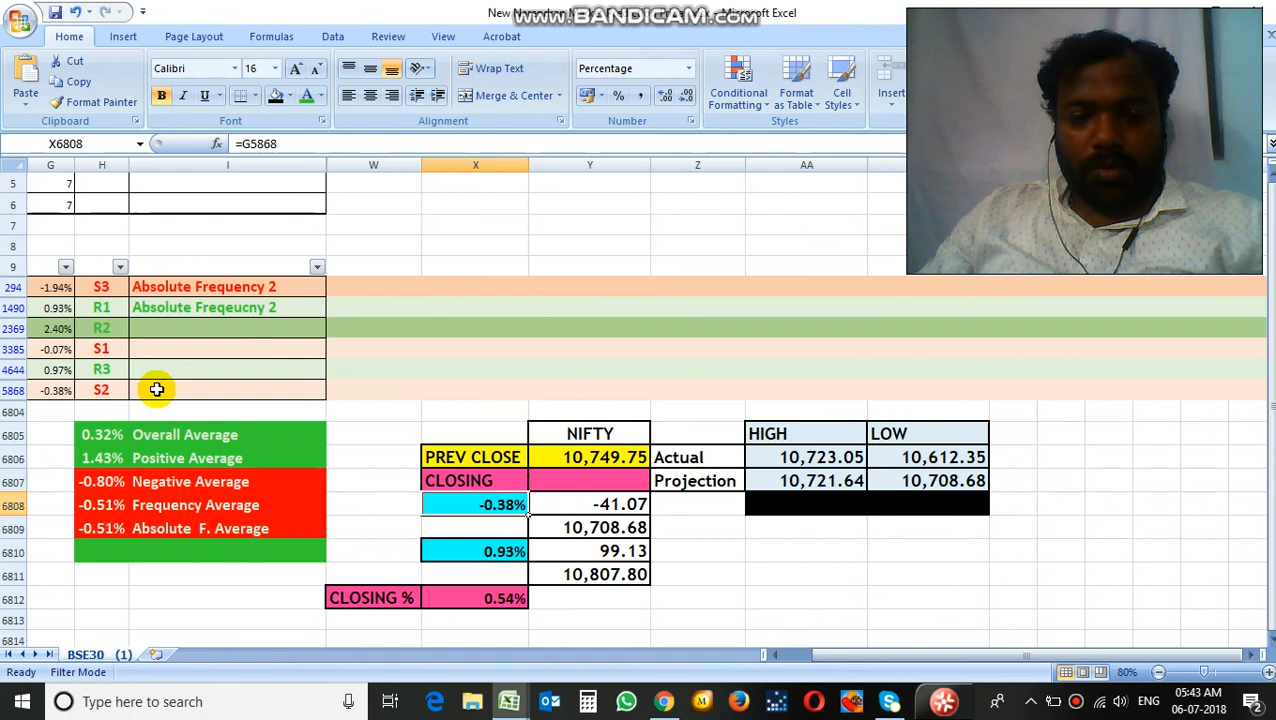 New Narendran M
Microsoft Excel
www.BANDICAM.com
Home Insert Page Layout Formulas Data Review View Acrobat
Paste
Cut
Copy
Format Painter
Calibri 16
B I U
Wrap Text
Merge & Center
Percentage
Conditional Formatting
Format as Table
Cell Styles
Insert
Clipboard Font Alignment Number Styles
X6808 fx =G5868
G H I W X Y Z AA
5 7
6 7
7
8
9
294 -1.94% S3 Absolute Frequency 2
1490 0.93% R1 Absolute Freqeucny 2
2369 2.40% R2
3385 -0.07% S1
4644 0.97% R3
5868 -0.38% S2
6804
6805 0.32% Overall Average NIFTY HIGH LOW
6806 1.43% Positive Average PREV CLOSE 10,749.75 Actual 10,723.05 10,612.35
6807 -0.80% Negative Average CLOSING Projection 10,721.64 10,708.68
6808 -0.51% Frequency Average -0.38% -41.07
6809 -0.51% Absolute F. Average 10,708.68
6810 0.93% 99.13
6811 10,807.80
6812 CLOSING % 0.54%
6813
6814
BSE30 (1)
Ready Filter Mode 80%
Type here to search
ENG
05:43 AM
06-07-2018
2